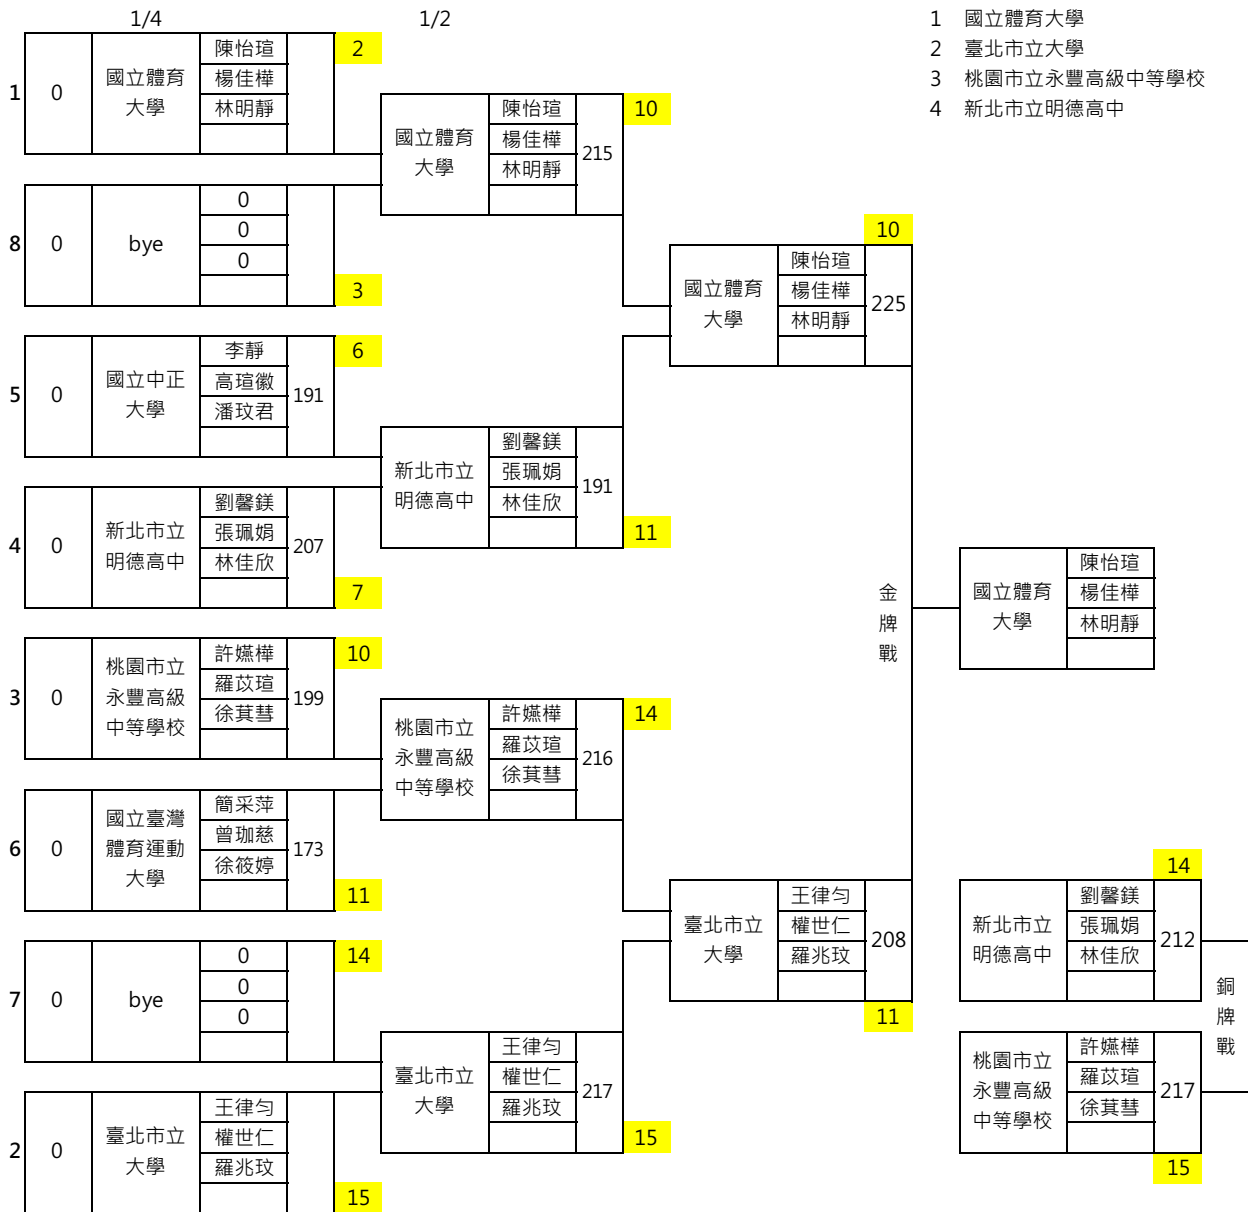 1/4
1/2
1 國立體育大學
2 臺北市立大學
3 桃園市立永豐高級中等學校
4 新北市立明德高中
1
0
國立體育
大學
陳怡瑄
楊佳樺
林明靜
2
8
0
bye
0
0
0
3
5
0
國立中正
大學
李靜
高瑄徽
潘玟君
191
6
4
0
新北市立
明德高中
劉馨鎂
張珮娟
林佳欣
207
7
3
0
桃園市立
永豐高級
中等學校
許嬿樺
羅苡瑄
徐萁彗
199
10
6
0
國立臺灣
體育運動
大學
簡采萍
曾珈慈
徐筱婷
173
11
7
0
bye
0
0
0
14
2
0
臺北市立
大學
王律勻
權世仁
羅兆玟
15
國立體育
大學
陳怡瑄
楊佳樺
林明靜
215
10
新北市立
明德高中
劉馨鎂
張珮娟
林佳欣
191
11
桃園市立
永豐高級
中等學校
許嬿樺
羅苡瑄
徐萁彗
216
14
臺北市立
大學
王律勻
權世仁
羅兆玟
217
15
10
國立體育
大學
陳怡瑄
楊佳樺
林明靜
225
臺北市立
大學
王律勻
權世仁
羅兆玟
208
11
金
牌
戰
國立體育
大學
陳怡瑄
楊佳樺
林明靜
14
新北市立
明德高中
劉馨鎂
張珮娟
林佳欣
212
桃園市立
永豐高級
中等學校
許嬿樺
羅苡瑄
徐萁彗
217
15
銅
牌
戰